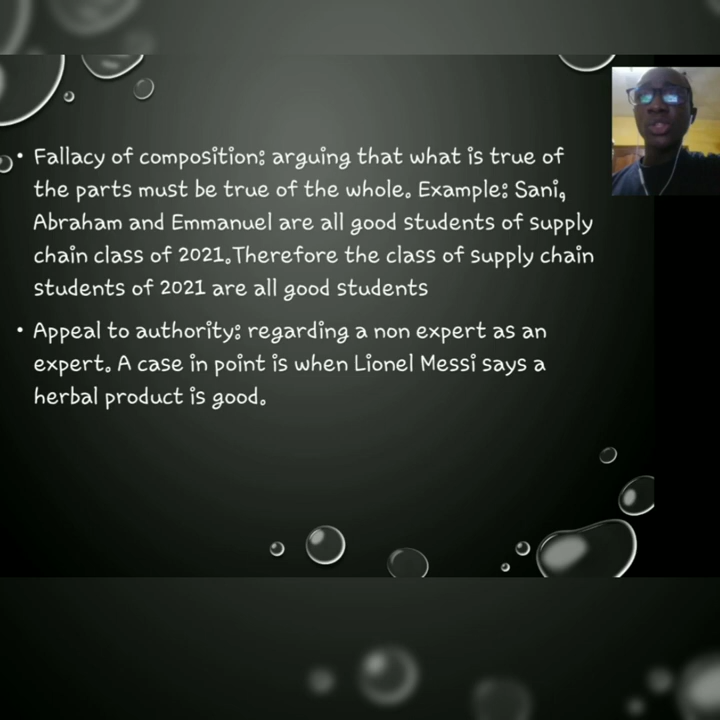 • Fallacy of composition: arguing that what is true of
the parts must be true of the whole. Example: Sani,
Abraham and Emmanuel are all good students of supply
chain class of 2021.Therefore the class of supply chain
students of 2021 are all good students
• Appeal to authority: regarding a non expert as an
expert. A case in point is when Lionel Messi says a
herbal product is good.